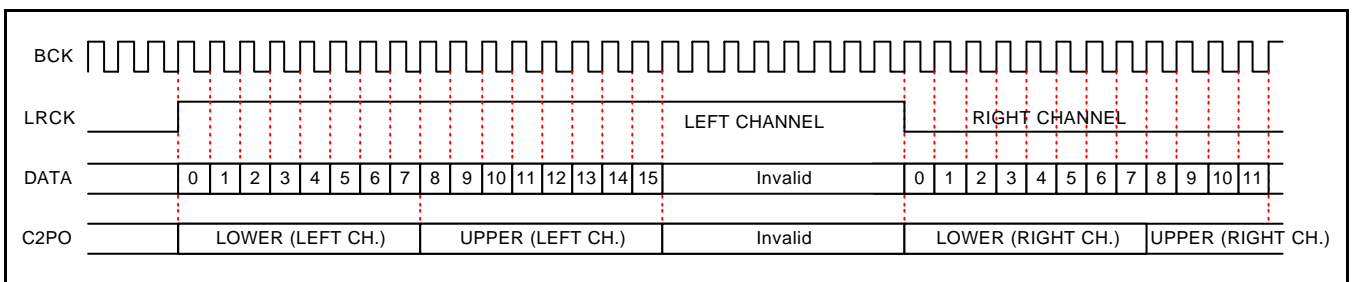 BCK
LRCK LEFT CHANNEL RIGHT CHANNEL
DATA 0 1 2 3 4 5 6 7 8 9 10 11 12 13 14 15 Invalid 0 1 2 3 4 5 6 7 8 9 10 11
C2PO LOWER (LEFT CH.) UPPER (LEFT CH.) Invalid LOWER (RIGHT CH.) UPPER (RIGHT CH.)